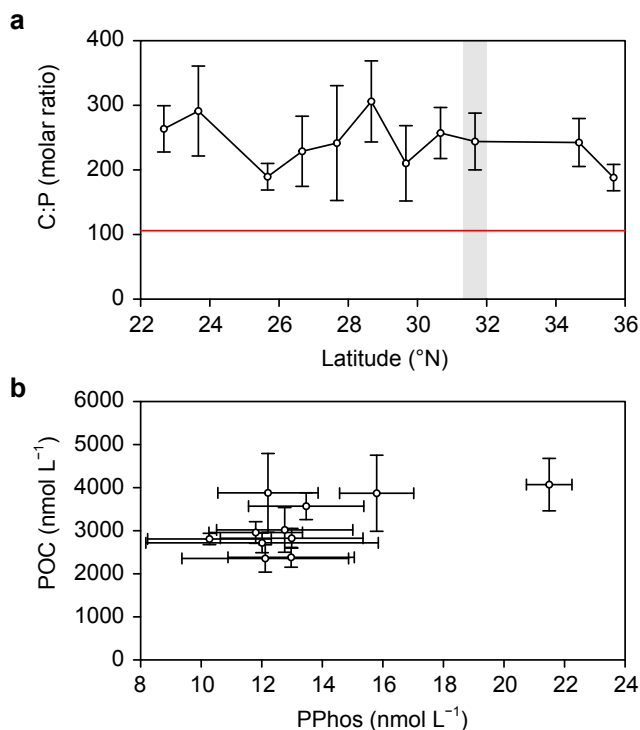 a
400
300
200
100
0
C:P (molar ratio)
22 24 26 28 30 32 34 36
Latitude (°N)
b
6000
5000
4000
3000
2000
1000
0
POC (nmol L⁻¹)
8 10 12 14 16 18 20 22 24
PPhos (nmol L⁻¹)